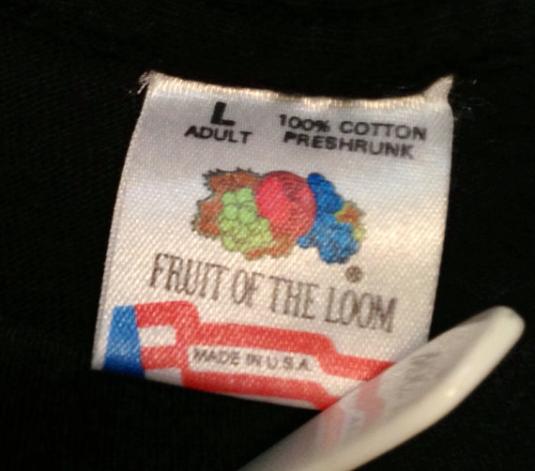 L 100% COTTON
ADULT PRESHRUNK
®
FRUIT OF THE LOOM
MADE IN U.S.A.